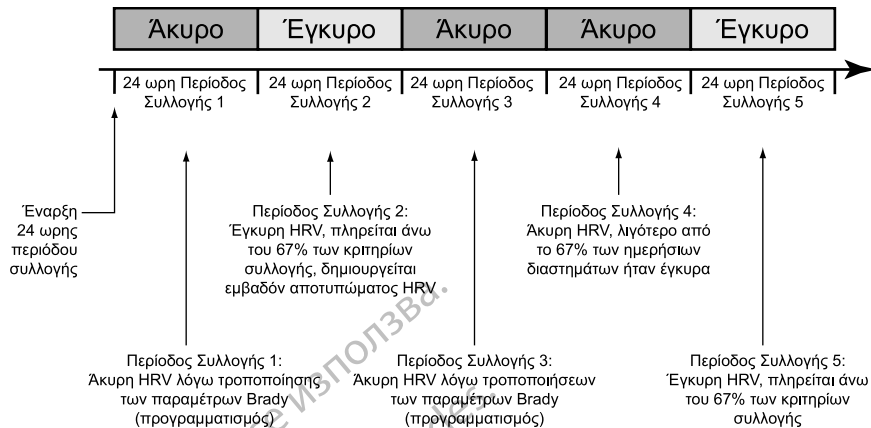 Άκυρο Έγκυρο Άκυρο Άκυρο Έγκυρο
24 ωρη Περίοδος Συλλογής 1
24 ωρη Περίοδος Συλλογής 2
24 ωρη Περίοδος Συλλογής 3
24 ωρη Περίοδος Συλλογής 4
24 ωρη Περίοδος Συλλογής 5
Έναρξη
24 ωρης
περιόδου
συλλογής
Περίοδος Συλλογής 2:
Έγκυρη HRV, πληρείται άνω
του 67% των κριτηρίων
συλλογής, δημιουργείται
εμβαδόν αποτυπώματος HRV
Περίοδος Συλλογής 4:
Άκυρη HRV, λιγότερο από
το 67% των ημερήσιων
διαστημάτων ήταν έγκυρα
Περίοδος Συλλογής 1:
Άκυρη HRV λόγω τροποποίησης
των παραμέτρων Brady
(προγραμματισμός)
Περίοδος Συλλογής 3:
Άκυρη HRV λόγω τροποποιήσεων
των παραμέτρων Brady
(προγραμματισμός)
Περίοδος Συλλογής 5:
Έγκυρη HRV, πληρείται άνω
του 67% των κριτηρίων
συλλογής
използва.